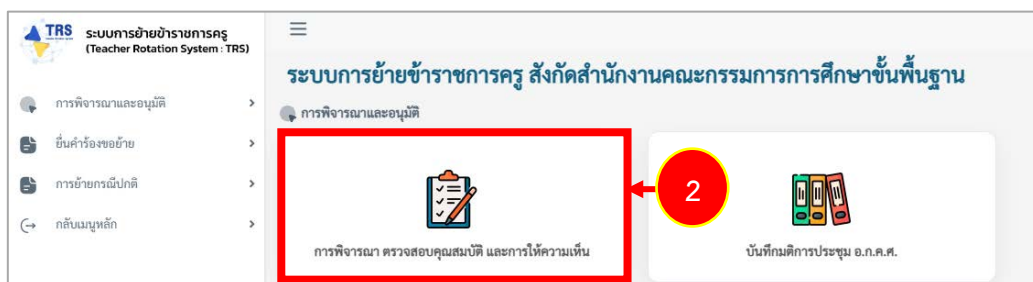 TRS ระบบการย้ายข้าราชการครู
(Teacher Rotation System : TRS)
การพิจารณาและอนุมัติ
ยื่นคำร้องขอย้าย
การย้ายกรณีปกติ
กลับเมนูหลัก
ระบบการย้ายข้าราชการครู สังกัดสำนักงานคณะกรรมการการศึกษาขั้นพื้นฐาน
การพิจารณาและอนุมัติ
2
การพิจารณา ตรวจสอบคุณสมบัติ และการให้ความเห็น
บันทึกมติการประชุม อ.ก.ค.ศ.